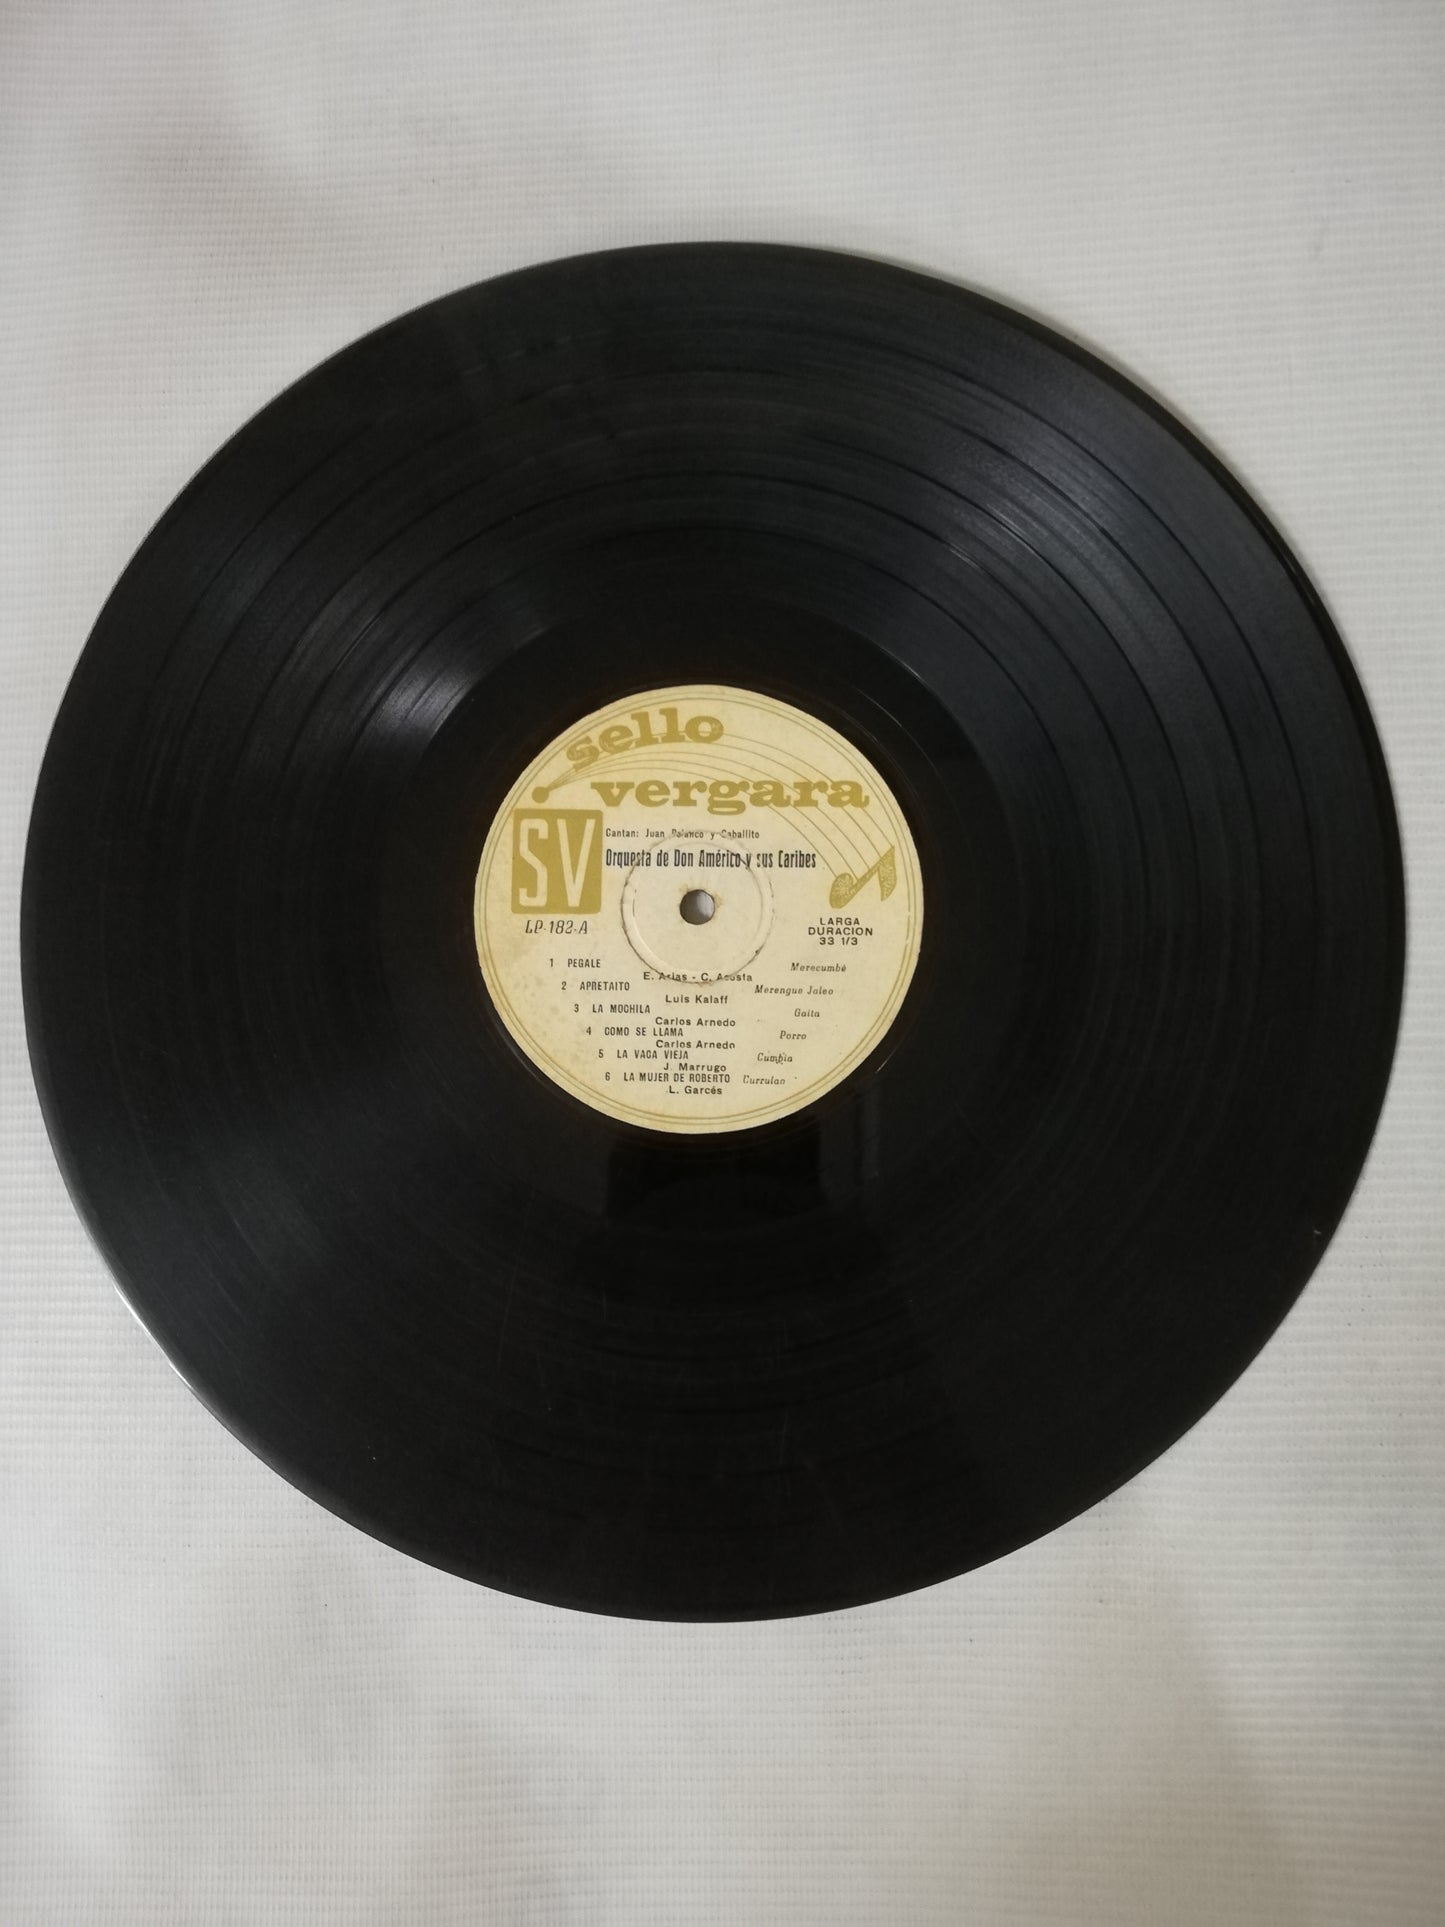 sello
vergara
SV
Cantan: Juan Polanco y Caballito
Orquesta de Don Américo y sus Caribes
LP-182-A
LARGA
DURACION
33 1/3
1 PEGALE Merecumbé
E. Arias - C. Acosta
2 APRETAITO Merengue Jaleo
Luis Kalaff
3 LA MOCHILA Gaita
Carlos Arnedo
4 COMO SE LLAMA Porro
Carlos Arnedo
5 LA VACA VIEJA Cumbia
J. Marrugo
6 LA MUJER DE ROBERTO Currulao
L. Garcés